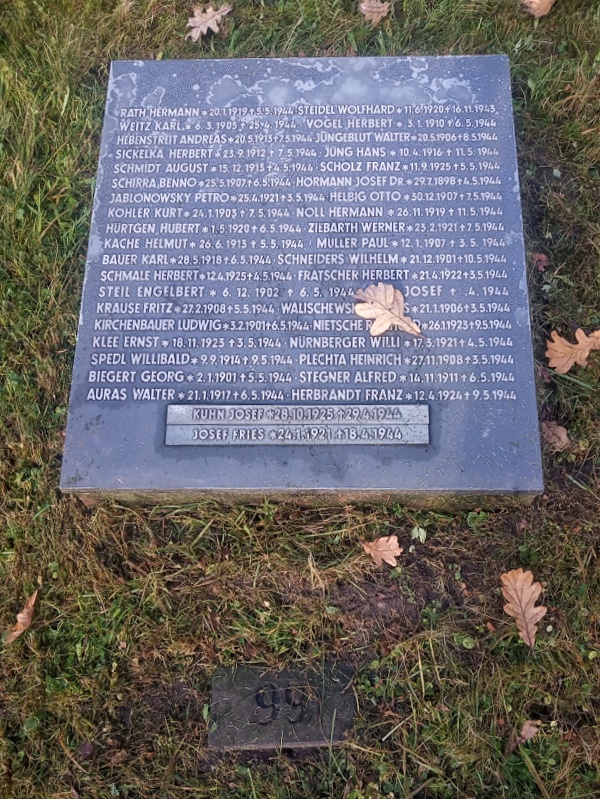 RATH HERMANN * 20.1.1919 † 5.5.1944 · STEIDEL WOLFHARD * 11.6.1920 † 16.11.1943
WEITZ KARL * 6.3.1905 † 25.4.1944 · VOGEL HERBERT * 3.1.1910 † 6.5.1944
HEBENSTREIT ANDREAS * 20.5.1913 † 7.5.1944 · JÜNGEBLUT WALTER * 20.5.1906 † 8.5.1944
SICKELKA HERBERT * 23.9.1912 † 7.5.1944 · JÜNG HANS * 10.4.1916 † 11.5.1944
SCHMIDT AUGUST * 15.12.1913 † 4.5.1944 · SCHOLZ FRANZ * 11.9.1925 † 5.5.1944
SCHIRRA BENNO * 25.5.1907 † 6.5.1944 · HORMANN JOSEF DR. * 29.7.1898 † 4.5.1944
JABLONOWSKY PETRO * 25.4.1921 † 3.5.1944 · HELBIG OTTO * 30.12.1907 † 7.5.1944
KOHLER KURT * 24.1.1903 † 7.5.1944 · NOLL HERMANN * 26.11.1919 † 11.5.1944
HÜRTGEN HUBERT * 1.5.1920 † 6.5.1944 · ZIEBARTH WERNER * 23.2.1921 † 7.5.1944
KACHE HELMUT * 26.6.1913 † 5.5.1944 · MÜLLER PAUL * 12.1.1907 † 3.5.1944
BAUER KARL * 28.5.1918 † 6.5.1944 · SCHNEIDERS WILHELM * 21.12.1901 † 10.5.1944
SCHMALE HERBERT * 12.4.1925 † 4.5.1944 · FRATSCHER HERBERT * 21.4.1922 † 3.5.1944
STEIL ENGELBERT * 6.12.1902 † 6.5.1944 JOSEF † .4.1944
KRAUSE FRITZ * 27.2.1908 † 5.5.1944 · * 21.1.1906 † 3.5.1944
KIRCHENBAUER LUDWIG * 3.2.1901 † 6.5.1944 · NIETSCHE * 26.1.1923 † 9.5.1944
KLEE ERNST * 18.11.1923 † 3.5.1944 · NÜRNBERGER WILLI * 17.3.1921 † 4.5.1944
SPEDL WILLIBALD * 9.9.1914 † 9.5.1944 · PLECHTA HEINRICH * 27.11.1908 † 3.5.1944
BIEGERT GEORG * 2.1.1901 † 5.5.1944 · STEGNER ALFRED * 14.11.1911 † 6.5.1944
AURAS WALTER * 21.1.1917 † 6.5.1944 · HERBRANDT FRANZ * 12.4.1924 † 9.5.1944
KUHN JOSEF * 28.10.1925 † 29.4.1944
JOSEF FRIES * 24.1.1921 † 18.4.1944
99